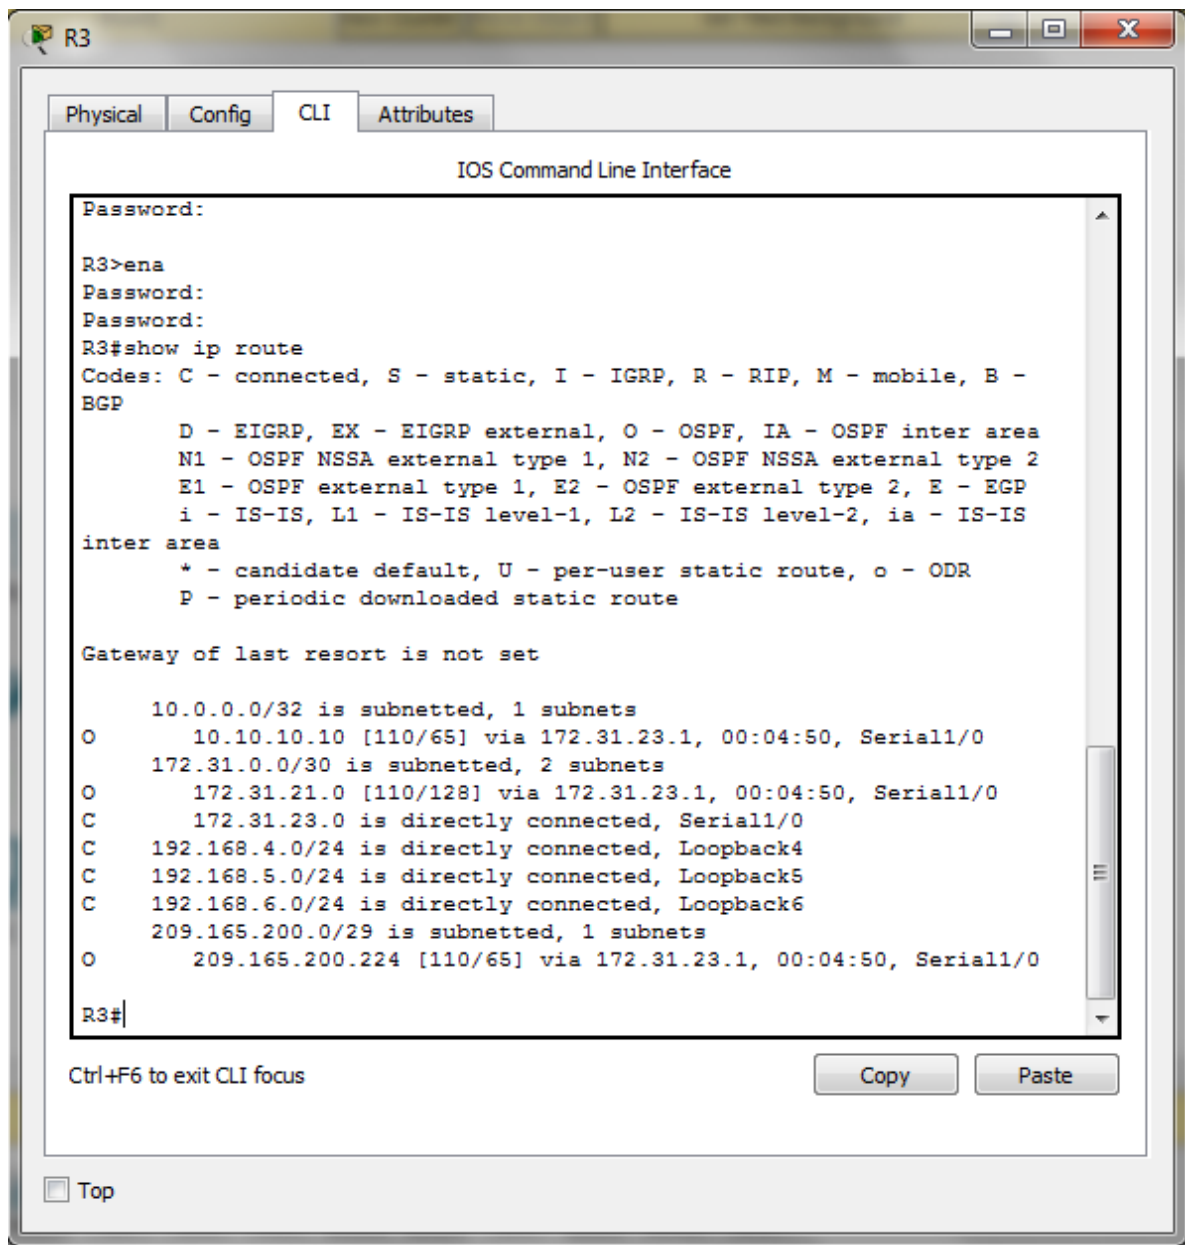 R3
Physical Config CLI Attributes
IOS Command Line Interface
Password:
R3>ena
Password:
Password:
R3#show ip route
Codes: C - connected, S - static, I - IGRP, R - RIP, M - mobile, B -
BGP
D - EIGRP, EX - EIGRP external, O - OSPF, IA - OSPF inter area
N1 - OSPF NSSA external type 1, N2 - OSPF NSSA external type 2
E1 - OSPF external type 1, E2 - OSPF external type 2, E - EGP
i - IS-IS, L1 - IS-IS level-1, L2 - IS-IS level-2, ia - IS-IS
inter area
* - candidate default, U - per-user static route, o - ODR
P - periodic downloaded static route
Gateway of last resort is not set
10.0.0.0/32 is subnetted, 1 subnets
O 10.10.10.10 [110/65] via 172.31.23.1, 00:04:50, Serial1/0
172.31.0.0/30 is subnetted, 2 subnets
O 172.31.21.0 [110/128] via 172.31.23.1, 00:04:50, Serial1/0
C 172.31.23.0 is directly connected, Serial1/0
C 192.168.4.0/24 is directly connected, Loopback4
C 192.168.5.0/24 is directly connected, Loopback5
C 192.168.6.0/24 is directly connected, Loopback6
209.165.200.0/29 is subnetted, 1 subnets
O 209.165.200.224 [110/65] via 172.31.23.1, 00:04:50, Serial1/0
R3#
Ctrl+F6 to exit CLI focus Copy Paste
Top